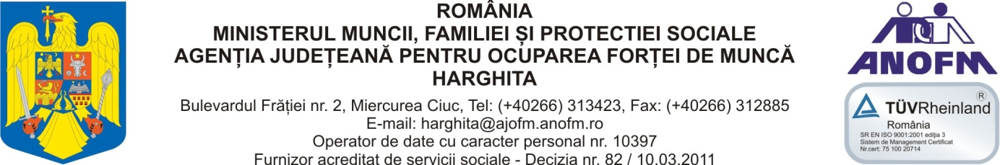 ROMÂNIA
MINISTERUL MUNCII, FAMILIEI ȘI PROTECTIEI SOCIALE
AGENȚIA JUDEȚEANĂ PENTRU OCUPAREA FORȚEI DE MUNCĂ
HARGHITA
Bulevardul Frăției nr. 2, Miercurea Ciuc, Tel: (+40266) 313423, Fax: (+40266) 312885
E-mail: harghita@ajofm.anofm.ro
Operator de date cu caracter personal nr. 10397
Furnizor acreditat de servicii sociale - Decizia nr. 82 / 10.03.2011
ANOFM
®
TÜVRheinland
România
SR EN ISO 9001:2001 ediţia 3
Sistem de Management Certificat
Nr.cert: 75 100 20714